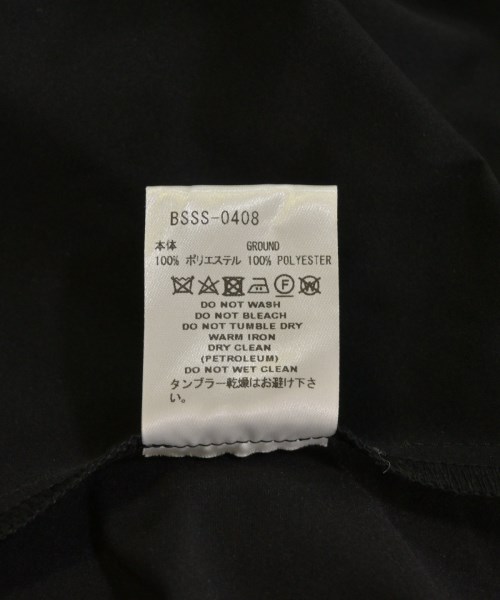 BSSS-0408
本体 GROUND
100% ポリエステル 100% POLYESTER
DO NOT WASH
DO NOT BLEACH
DO NOT TUMBLE DRY
WARM IRON
DRY CLEAN
(PETROLEUM)
DO NOT WET CLEAN
タンブラー乾燥はお避け下さ
い。